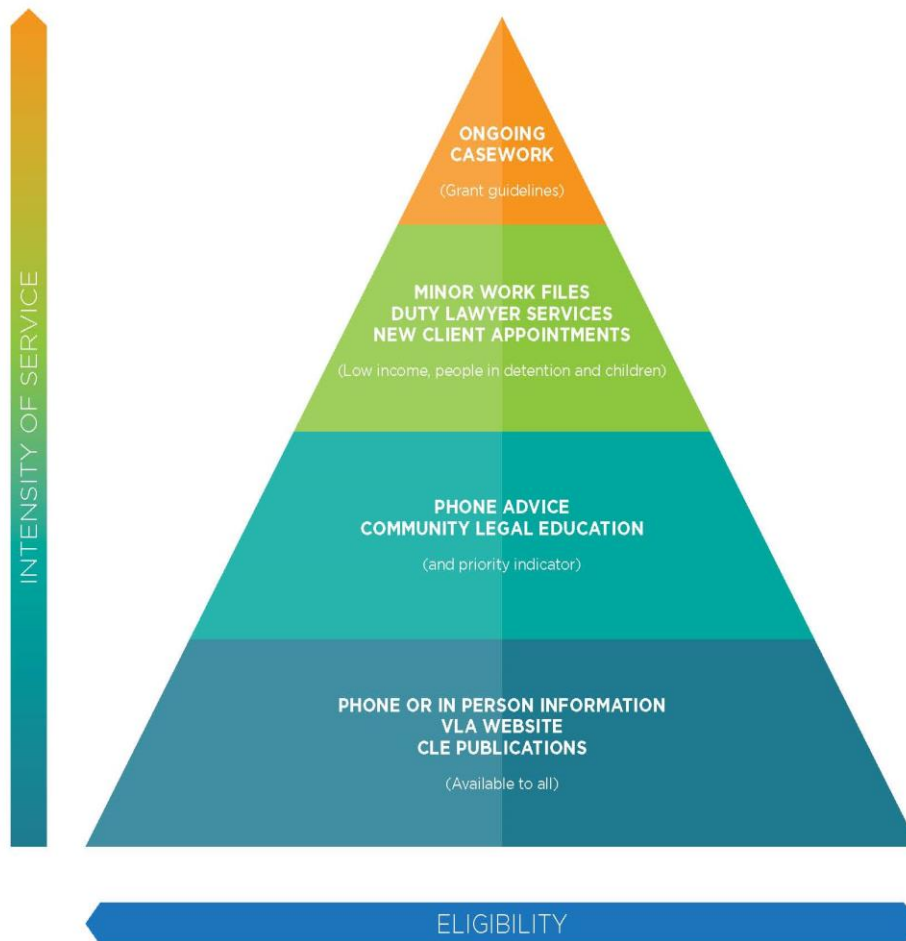 INTENSITY OF SERVICE
ONGOING
CASEWORK
(Grant guidelines)
MINOR WORK FILES
DUTY LAWYER SERVICES
NEW CLIENT APPOINTMENTS
(Low income, people in detention and children)
PHONE ADVICE
COMMUNITY LEGAL EDUCATION
(and priority indicator)
PHONE OR IN PERSON INFORMATION
VLA WEBSITE
CLE PUBLICATIONS
(Available to all)
ELIGIBILITY